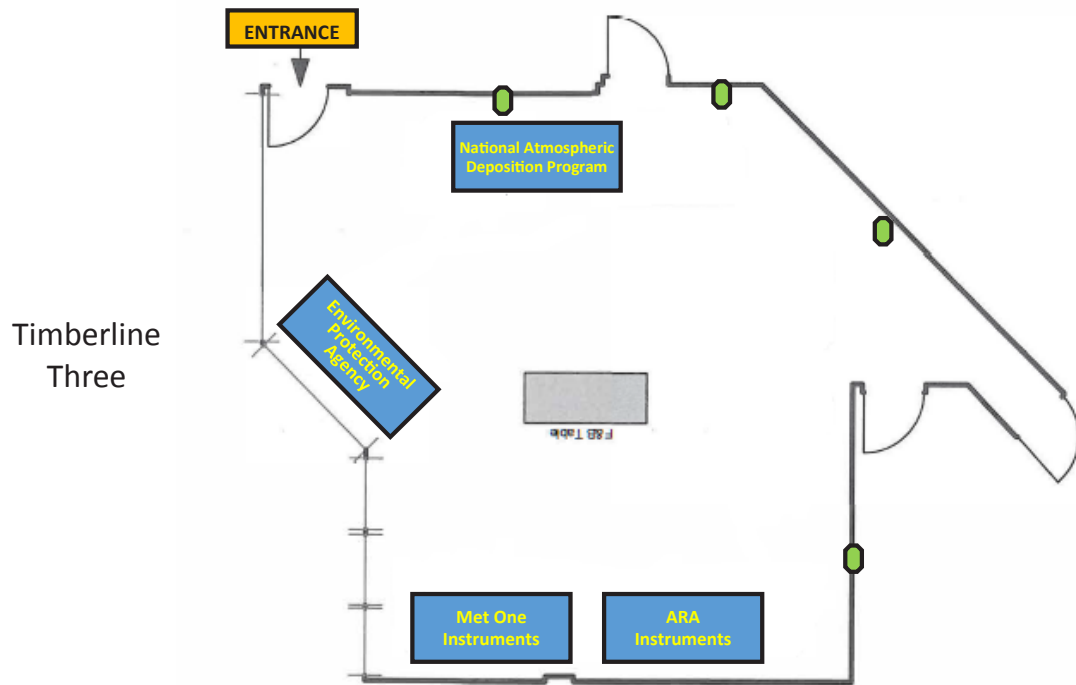 ENTRANCE
National Atmospheric
Deposition Program
Environmental
Protection
Agency
Timberline
Three
F&B Table
Met One
Instruments
ARA
Instruments